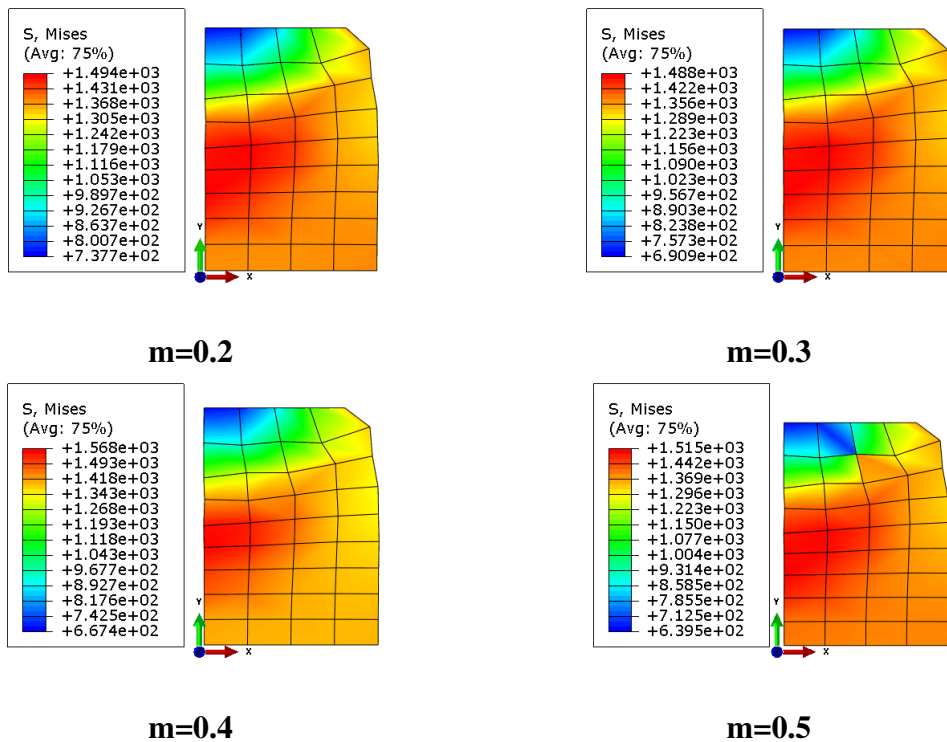 S, Mises
(Avg: 75%)
+1.494e+03
+1.431e+03
+1.368e+03
+1.305e+03
+1.242e+03
+1.179e+03
+1.116e+03
+1.053e+03
+9.897e+02
+9.267e+02
+8.637e+02
+8.007e+02
+7.377e+02
Y
Z
X
m=0.2
S, Mises
(Avg: 75%)
+1.488e+03
+1.422e+03
+1.356e+03
+1.289e+03
+1.223e+03
+1.156e+03
+1.090e+03
+1.023e+03
+9.567e+02
+8.903e+02
+8.238e+02
+7.573e+02
+6.909e+02
Y
Z
X
m=0.3
S, Mises
(Avg: 75%)
+1.568e+03
+1.493e+03
+1.418e+03
+1.343e+03
+1.268e+03
+1.193e+03
+1.118e+03
+1.043e+03
+9.677e+02
+8.927e+02
+8.176e+02
+7.425e+02
+6.674e+02
Y
Z
X
m=0.4
S, Mises
(Avg: 75%)
+1.515e+03
+1.442e+03
+1.369e+03
+1.296e+03
+1.223e+03
+1.150e+03
+1.077e+03
+1.004e+03
+9.314e+02
+8.585e+02
+7.855e+02
+7.125e+02
+6.395e+02
Y
Z
X
m=0.5